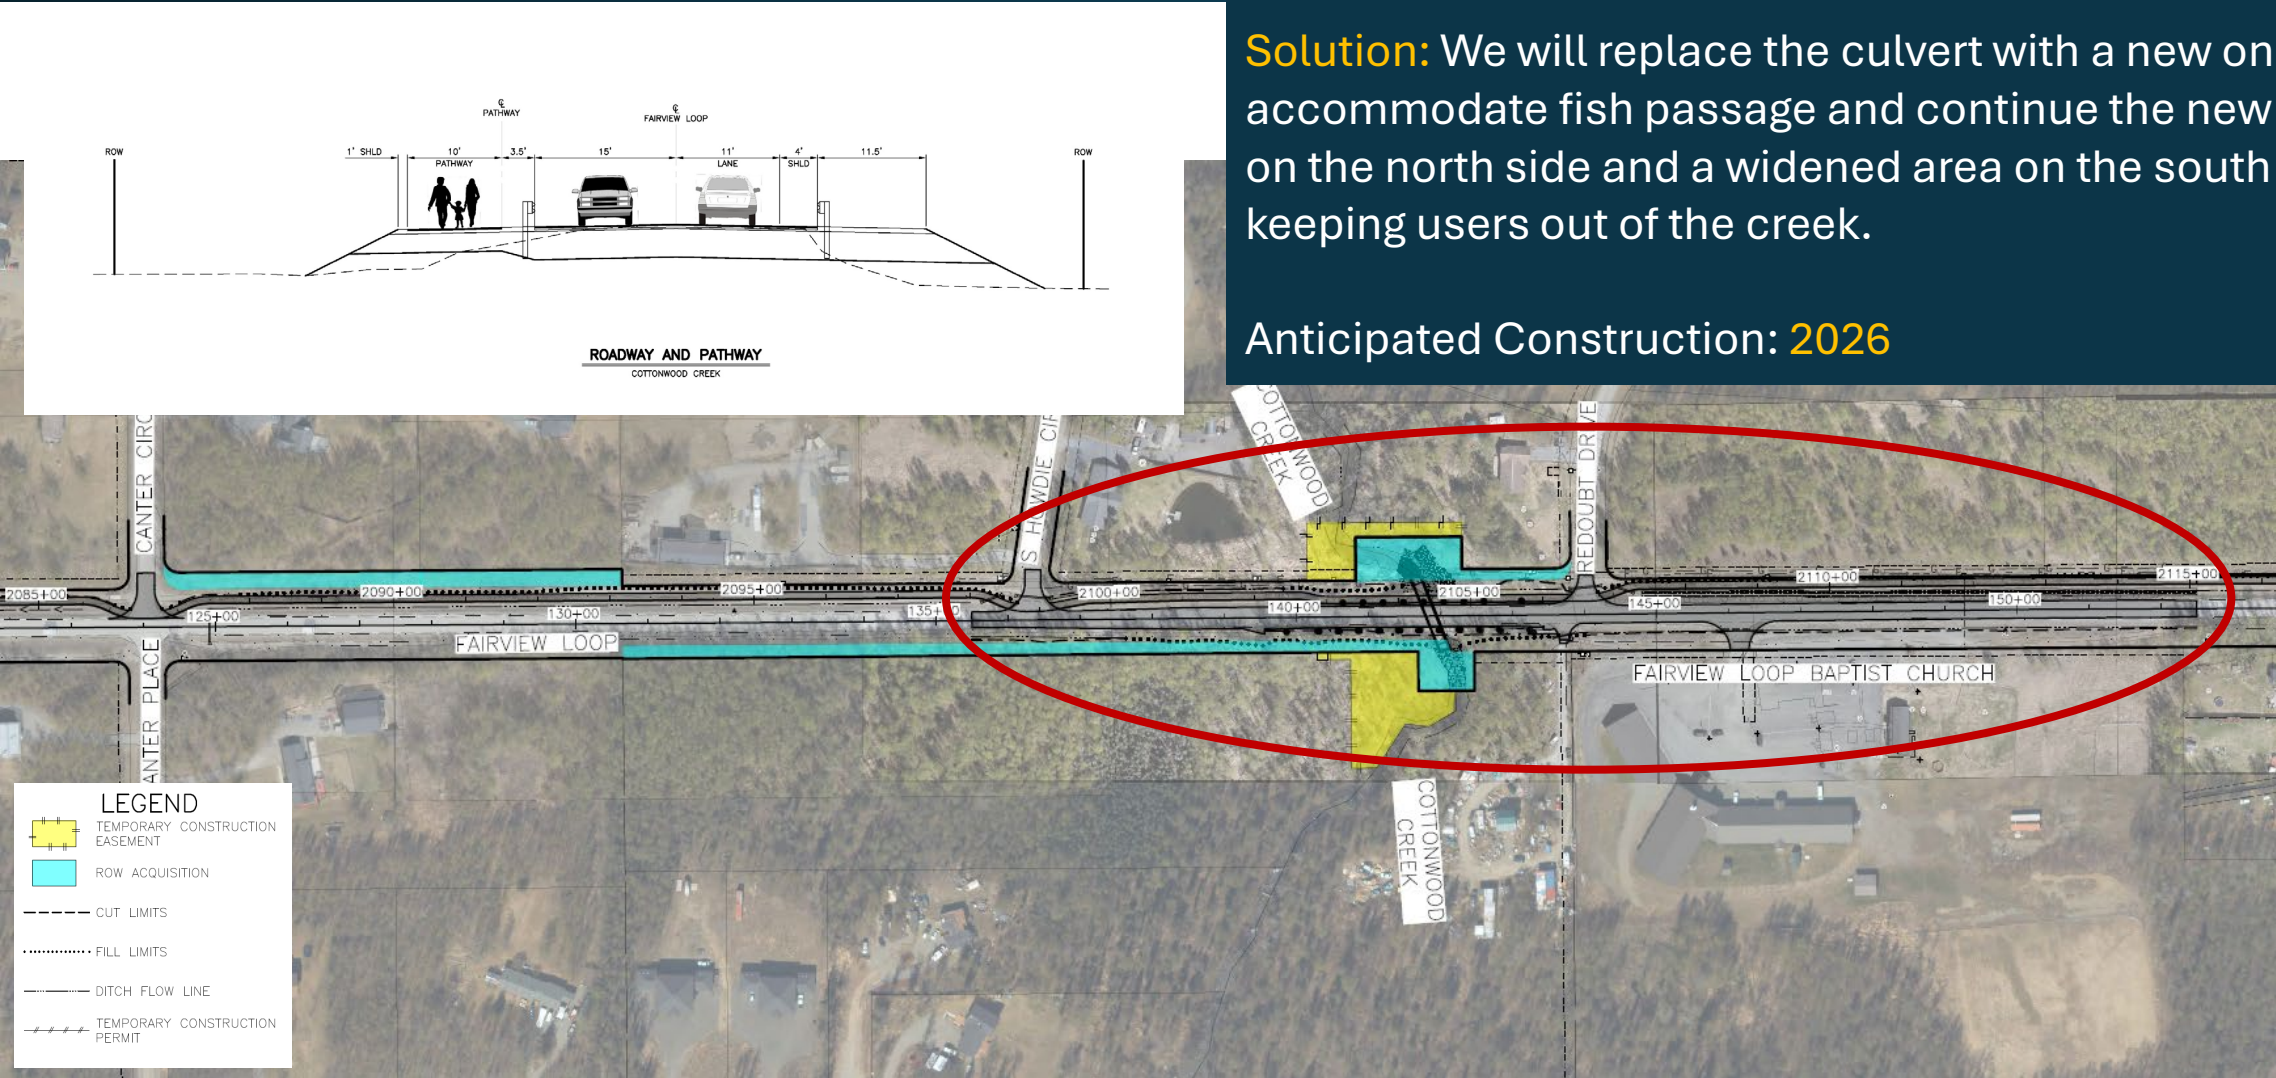 Solution: We will replace the culvert with a new on
accommodate fish passage and continue the new
on the north side and a widened area on the south
keeping users out of the creek.
Anticipated Construction: 2026
℄
PATHWAY
℄
FAIRVIEW LOOP
ROW
1' SHLD
10'
PATHWAY
3.5'
15'
11'
LANE
4'
SHLD
11.5'
ROW
ROADWAY AND PATHWAY
COTTONWOOD CREEK
CANTER CIRC
S HOWDIE CIR
COTTONWOOD
CREEK
REDOUBT DRIVE
2085+00
2090+00
2095+00
2100+00
2105+00
2110+00
2115+00
125+00
130+00
135+00
140+00
145+00
150+00
FAIRVIEW LOOP
FAIRVIEW LOOP BAPTIST CHURCH
ANTER PLACE
COTTONWOOD
CREEK
LEGEND
TEMPORARY CONSTRUCTION
EASEMENT
ROW ACQUISITION
CUT LIMITS
FILL LIMITS
DITCH FLOW LINE
TEMPORARY CONSTRUCTION
PERMIT